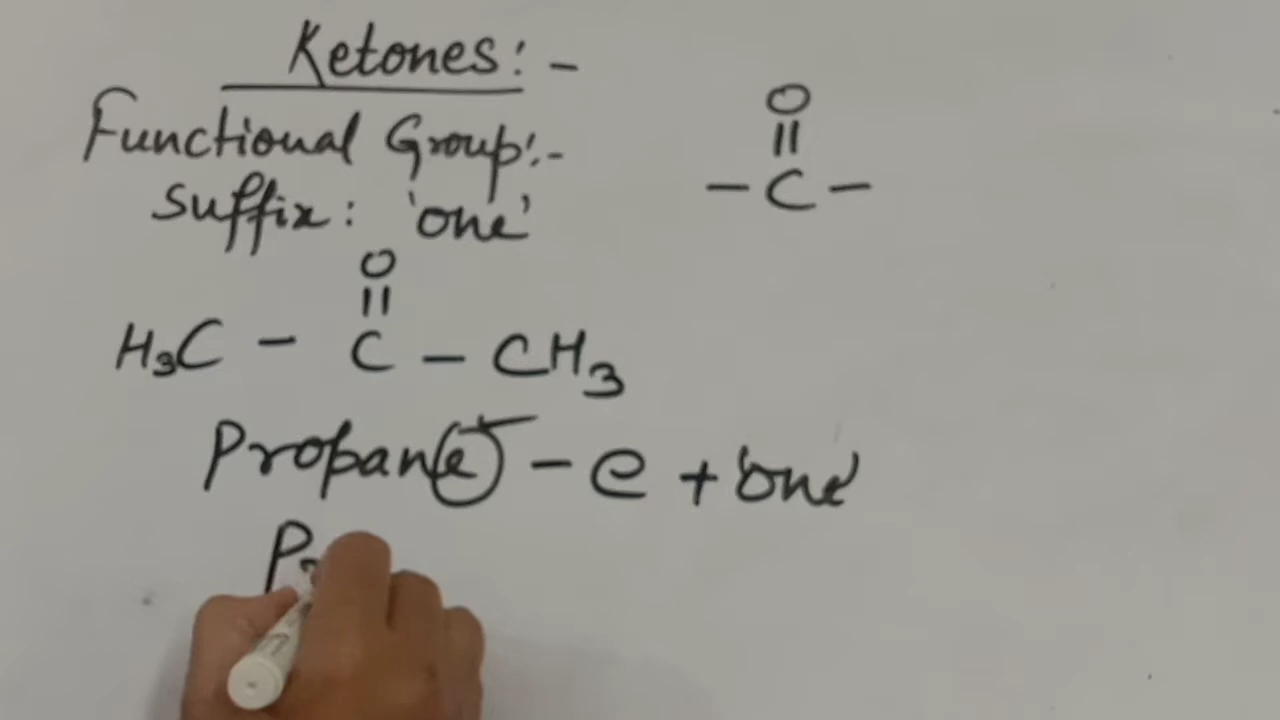 Ketones:-
Functional Group:-
O
||
-C-
suffix: 'one'
O
||
H3C - C - CH3
Propane - e + 'one'